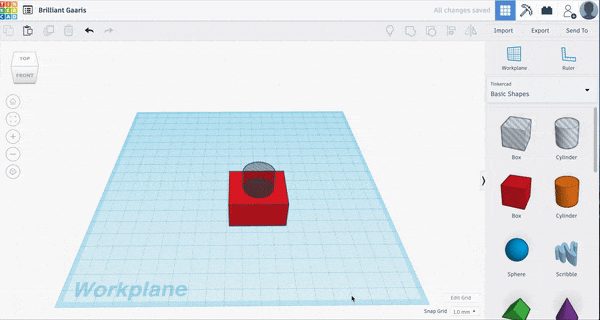 TIN
KER
CAD
Brilliant Gaaris
All changes saved
Import
Export
Send To
TOP
FRONT
Workplane
Ruler
Tinkercad
Basic Shapes
Box
Cylinder
Box
Cylinder
Sphere
Scribble
Workplane
Edit Grid
Snap Grid
1.0 mm